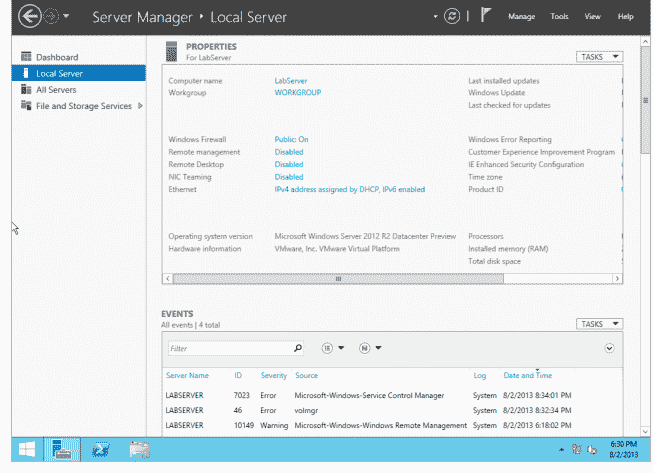 Server Manager • Local Server
Manage Tools View Help
Dashboard
Local Server
All Servers
File and Storage Services
PROPERTIES
For LabServer
TASKS
Computer name LabServer Last installed updates
Workgroup WORKGROUP Windows Update
Last checked for updates
Windows Firewall Public: On Windows Error Reporting
Remote management Disabled Customer Experience Improvement Program
Remote Desktop Disabled IE Enhanced Security Configuration
NIC Teaming Disabled Time zone
Ethernet IPv4 address assigned by DHCP, IPv6 enabled Product ID
Operating system version Microsoft Windows Server 2012 R2 Datacenter Preview Processors
Hardware information VMware, Inc. VMware Virtual Platform Installed memory (RAM)
Total disk space
EVENTS
All events | 4 total
TASKS
Filter
Server Name ID Severity Source Log Date and Time
LABSERVER 7023 Error Microsoft-Windows-Service Control Manager System 8/2/2013 8:34:01 PM
LABSERVER 46 Error volmgr System 8/2/2013 8:32:34 PM
LABSERVER 10149 Warning Microsoft-Windows-Windows Remote Management System 8/2/2013 6:18:02 PM
6:30 PM
8/2/2013